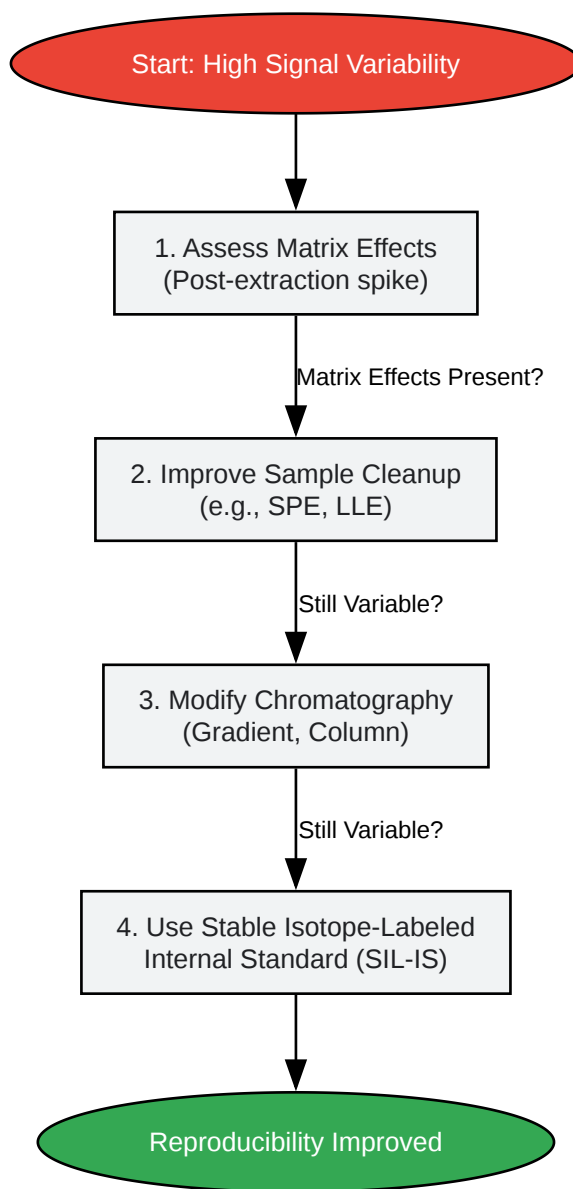 Start: High Signal Variability
1. Assess Matrix Effects
(Post-extraction spike)
Matrix Effects Present?
2. Improve Sample Cleanup
(e.g., SPE, LLE)
Still Variable?
3. Modify Chromatography
(Gradient, Column)
Still Variable?
4. Use Stable Isotope-Labeled
Internal Standard (SIL-IS)
Reproducibility Improved